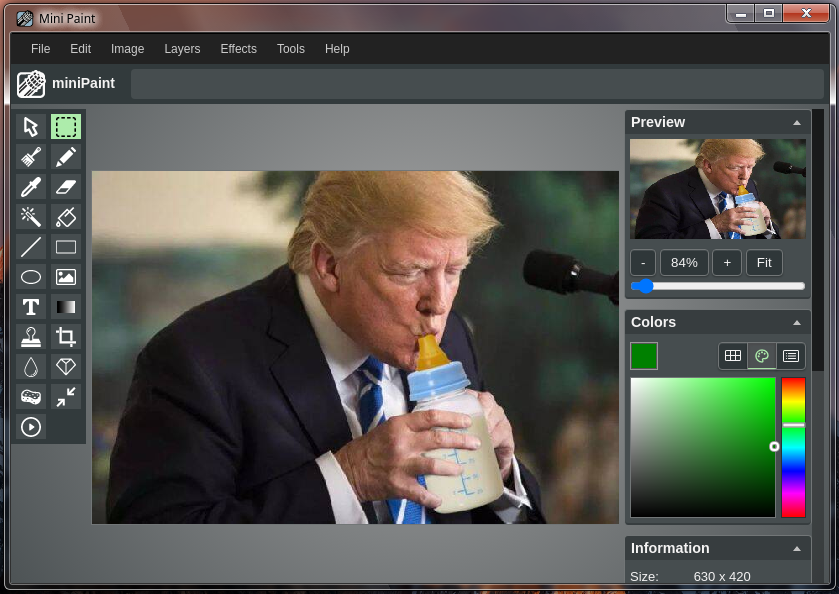 Mini Paint
File Edit Image Layers Effects Tools Help
miniPaint
Preview
- 84% + Fit
Colors
Information
Size: 630 x 420